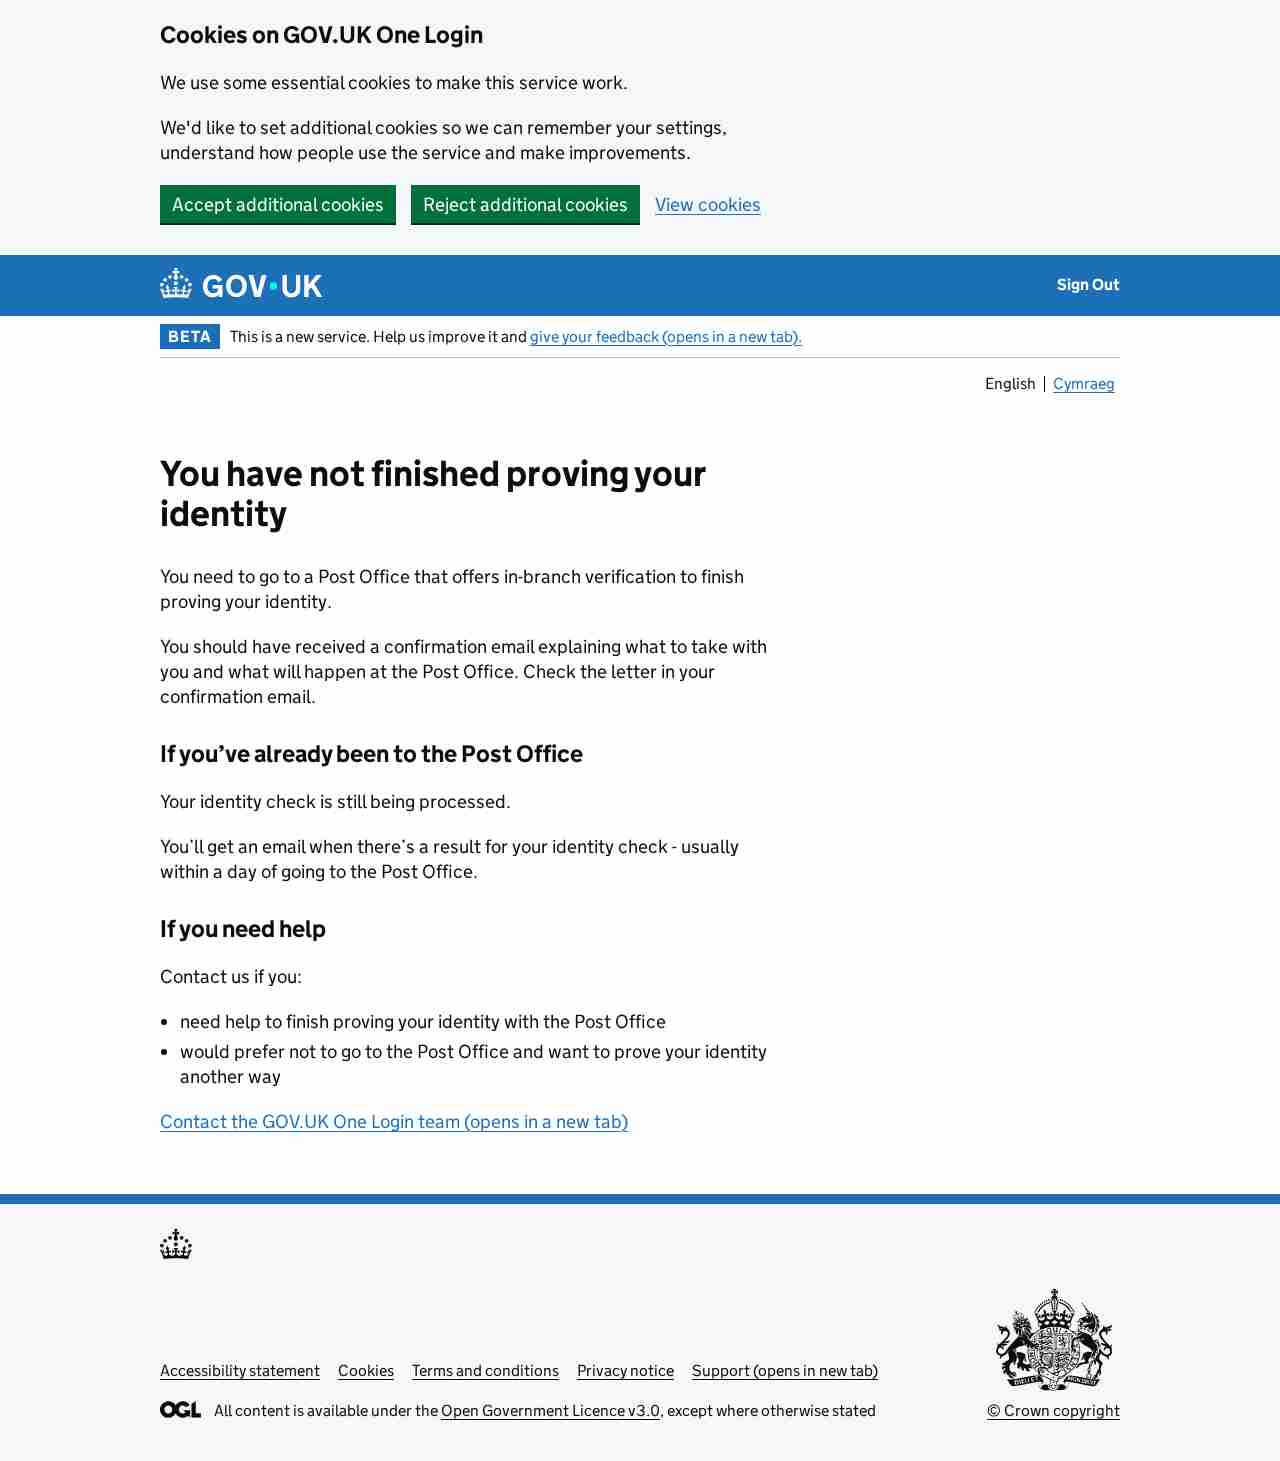 Cookies on GOV.UK One Login
We use some essential cookies to make this service work.
We'd like to set additional cookies so we can remember your settings,
understand how people use the service and make improvements.
Accept additional cookies Reject additional cookies View cookies
GOV.UK Sign Out
BETA This is a new service. Help us improve it and give your feedback (opens in a new tab).
English Cymraeg
You have not finished proving your
identity
You need to go to a Post Office that offers in-branch verification to finish
proving your identity.
You should have received a confirmation email explaining what to take with
you and what will happen at the Post Office. Check the letter in your
confirmation email.
If you’ve already been to the Post Office
Your identity check is still being processed.
You’ll get an email when there’s a result for your identity check - usually
within a day of going to the Post Office.
If you need help
Contact us if you:
• need help to finish proving your identity with the Post Office
• would prefer not to go to the Post Office and want to prove your identity
another way
Contact the GOV.UK One Login team (opens in a new tab)
Accessibility statement Cookies Terms and conditions Privacy notice Support (opens in new tab)
OGL All content is available under the Open Government Licence v3.0, except where otherwise stated
© Crown copyright